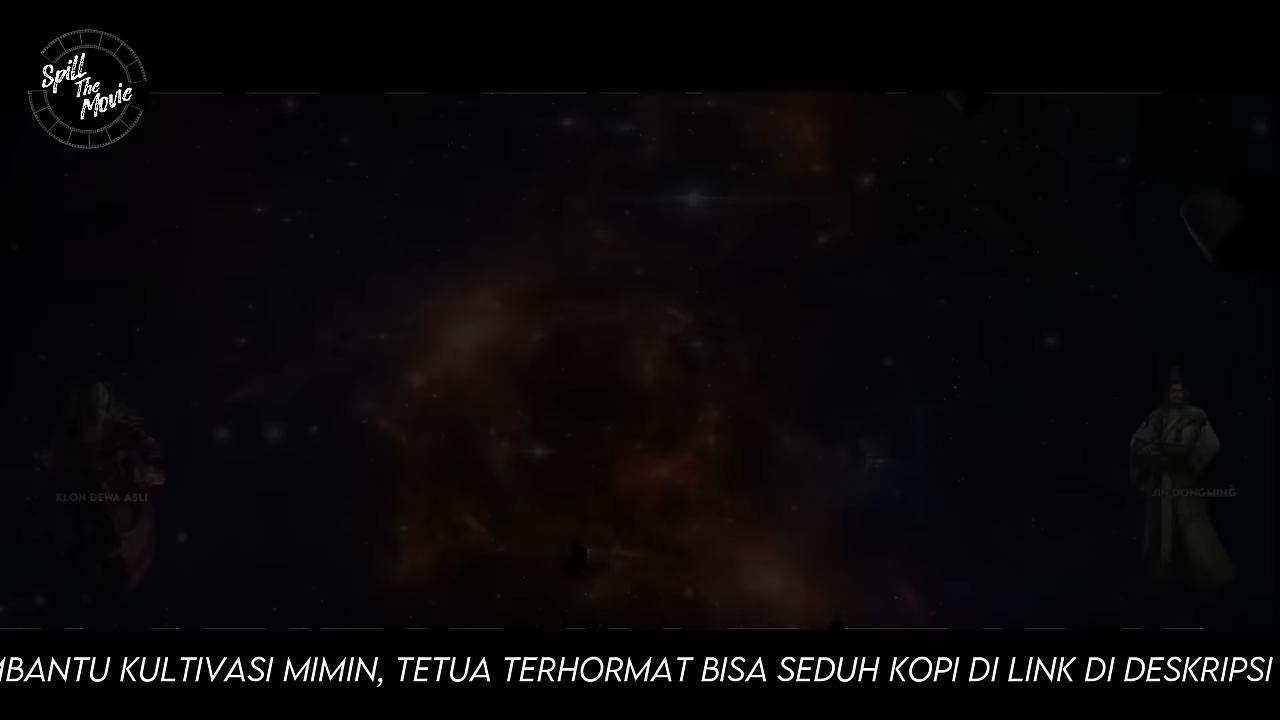 Spill
The
Movie
KLON DEWA ASLI
JIN DONGMING
MBANTU KULTIVASI MIMIN, TETUA TERHORMAT BISA SEDUH KOPI DI LINK DI DESKRIPSI